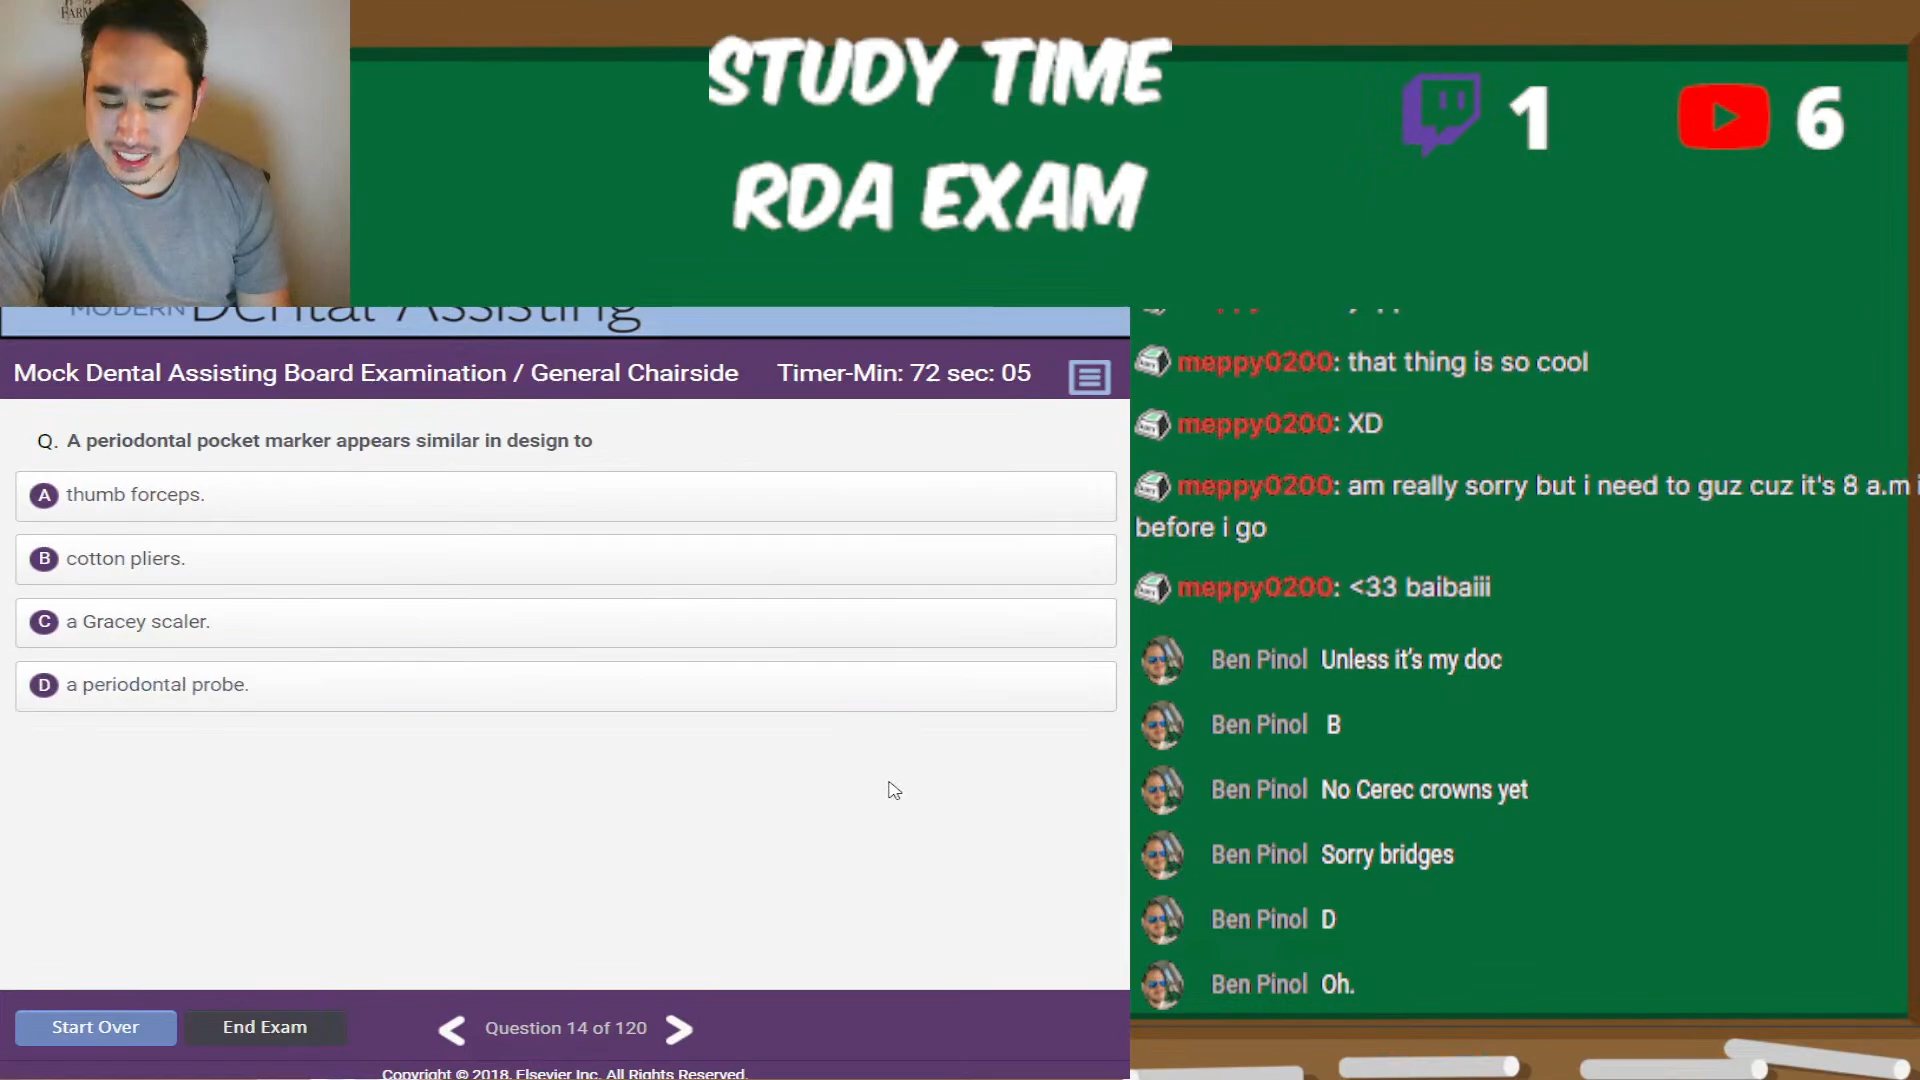 FARM
STUDY TIME
RDA EXAM
1
6
MODERN Dental Assisting
Mock Dental Assisting Board Examination / General Chairside
Timer-Min: 72 sec: 05
Q. A periodontal pocket marker appears similar in design to
A thumb forceps.
B cotton pliers.
C a Gracey scaler.
D a periodontal probe.
Start Over
End Exam
Question 14 of 120
Copyright © 2018, Elsevier Inc. All Rights Reserved.
meppy0200: that thing is so cool
meppy0200: XD
meppy0200: am really sorry but i need to guz cuz it's 8 a.m i
before i go
meppy0200: <33 baibaiii
Ben Pinol Unless it's my doc
Ben Pinol B
Ben Pinol No Cerec crowns yet
Ben Pinol Sorry bridges
Ben Pinol D
Ben Pinol Oh.